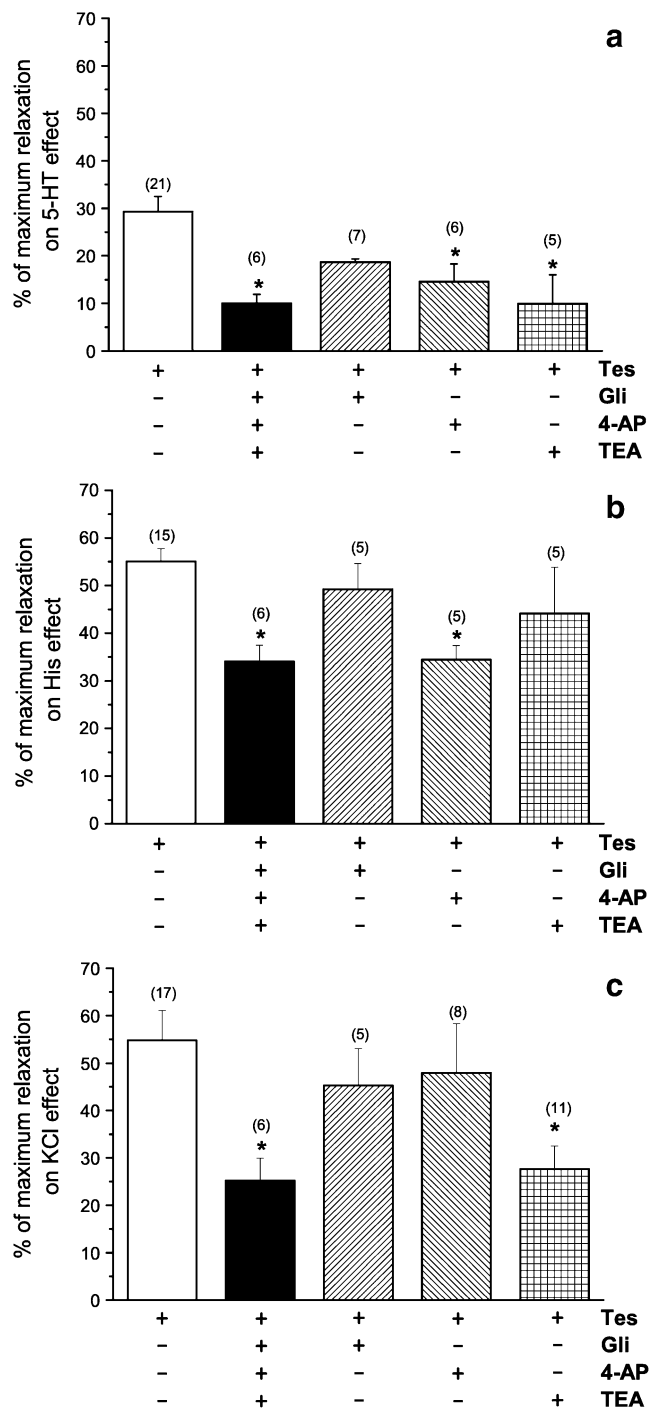 a
% of maximum relaxation
on 5-HT effect
70
60
50
40
30
20
10
0
(21) (6) (7) (6) (5)
* * *
+ + + + + Tes
– + + – – Gli
– + – + – 4-AP
– + – – + TEA
b
% of maximum relaxation
on His effect
70
60
50
40
30
20
10
0
(15) (6) (5) (5) (5)
* *
+ + + + + Tes
– + + – – Gli
– + – + – 4-AP
– + – – + TEA
c
% of maximum relaxation
on KCl effect
70
60
50
40
30
20
10
0
(17) (6) (5) (8) (11)
* *
+ + + + + Tes
– + + – – Gli
– + – + – 4-AP
– + – – + TEA